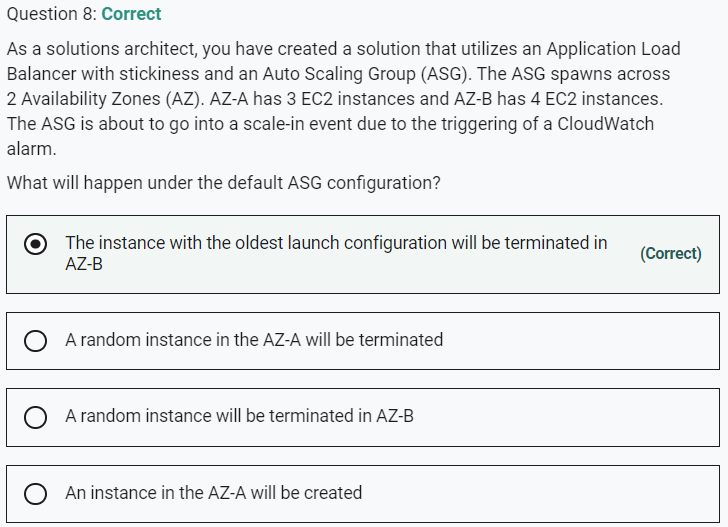 Question 8: Correct
As a solutions architect, you have created a solution that utilizes an Application Load
Balancer with stickiness and an Auto Scaling Group (ASG). The ASG spawns across
2 Availability Zones (AZ). AZ-A has 3 EC2 instances and AZ-B has 4 EC2 instances.
The ASG is about to go into a scale-in event due to the triggering of a CloudWatch
alarm.
What will happen under the default ASG configuration?
The instance with the oldest launch configuration will be terminated in
AZ-B
(Correct)
A random instance in the AZ-A will be terminated
A random instance will be terminated in AZ-B
An instance in the AZ-A will be created